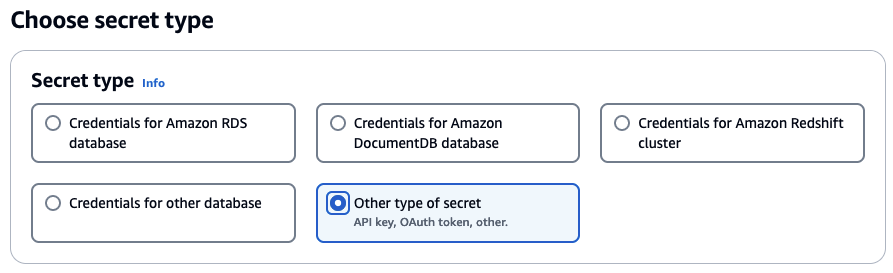 Choose secret type
Secret type Info
Credentials for Amazon RDS
database
Credentials for Amazon
DocumentDB database
Credentials for Amazon Redshift
cluster
Credentials for other database
Other type of secret
API key, OAuth token, other.